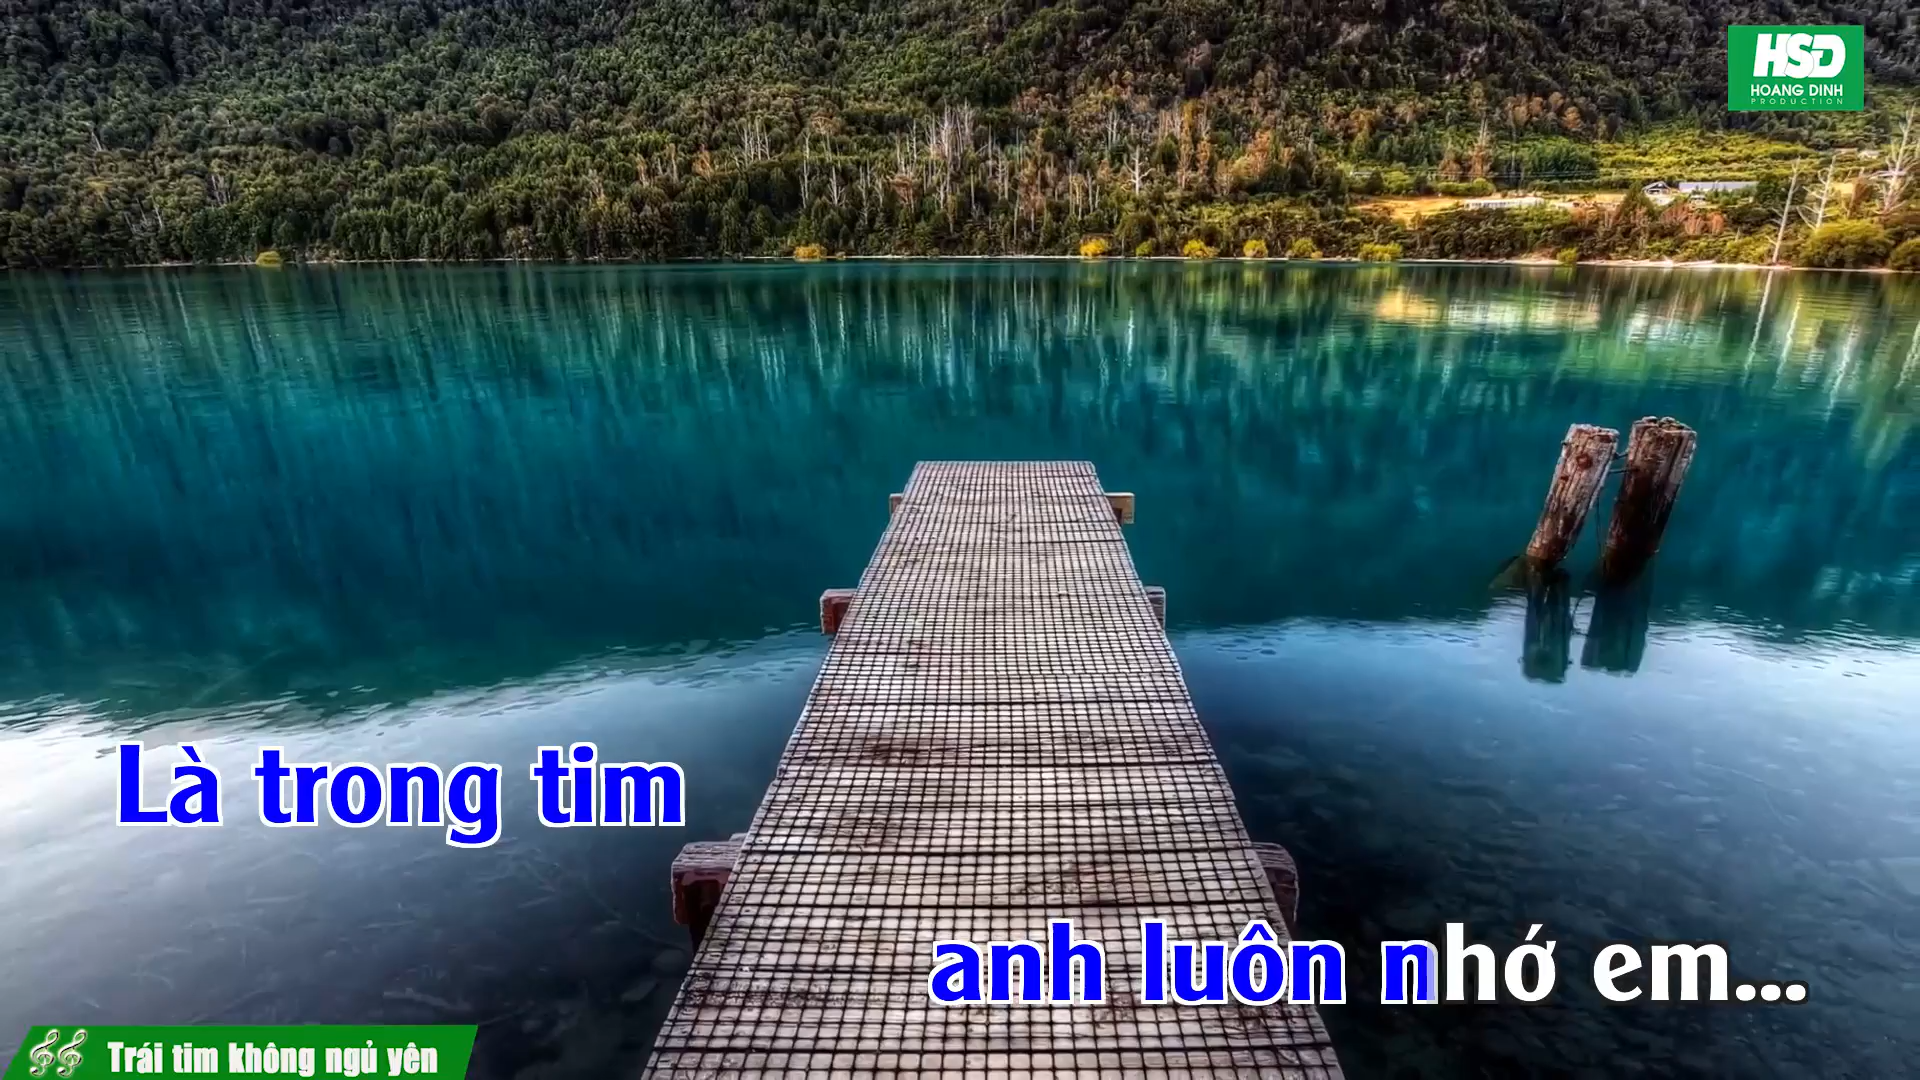 HSD
HOANG DINH
PRODUCTION
Là trong tim
anh luôn nhớ em...
Trái tim không ngủ yên